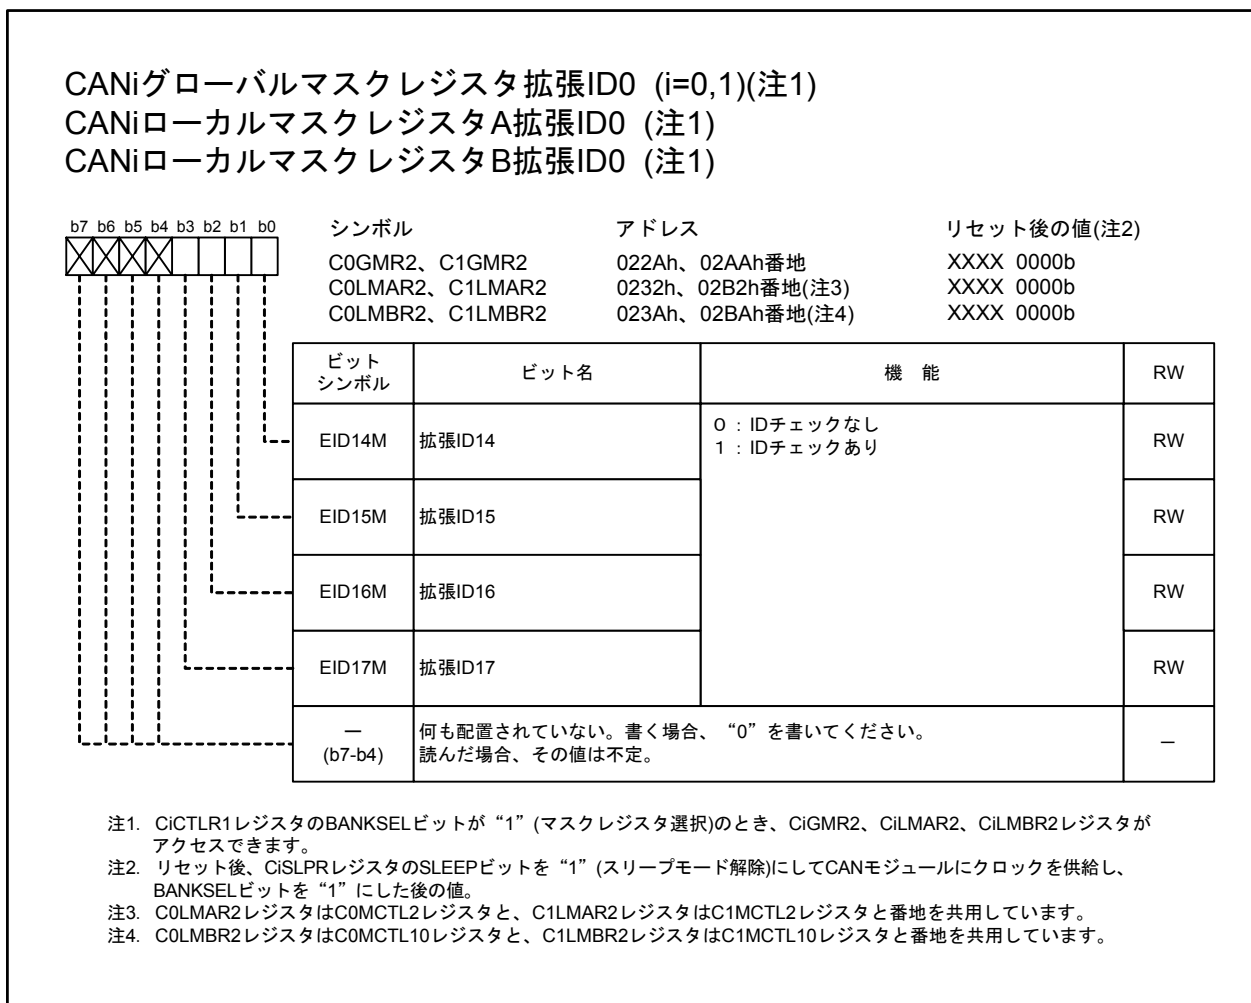 CANiグローバルマスクレジスタ拡張ID0 (i=0,1)(注1)
CANiローカルマスクレジスタA拡張ID0 (注1)
CANiローカルマスクレジスタB拡張ID0 (注1)
b7 b6 b5 b4 b3 b2 b1 b0
シンボル アドレス リセット後の値(注2)
C0GMR2、C1GMR2 022Ah、02AAh番地 XXXX 0000b
C0LMAR2、C1LMAR2 0232h、02B2h番地(注3) XXXX 0000b
C0LMBR2、C1LMBR2 023Ah、02BAh番地(注4) XXXX 0000b
ビット
シンボル ビット名 機 能 RW
EID14M 拡張ID14 0:IDチェックなし RW
1:IDチェックあり
EID15M 拡張ID15 RW
EID16M 拡張ID16 RW
EID17M 拡張ID17 RW
― 何も配置されていない。書く場合、“0”を書いてください。 ―
(b7-b4) 読んだ場合、その値は不定。
注1. CiCTLR1レジスタのBANKSELビットが“1”(マスクレジスタ選択)のとき、CiGMR2、CiLMAR2、CiLMBR2レジスタが
アクセスできます。
注2. リセット後、CiSLPRレジスタのSLEEPビットを“1”(スリープモード解除)にしてCANモジュールにクロックを供給し、
BANKSELビットを“1”にした後の値。
注3. C0LMAR2レジスタはC0MCTL2レジスタと、C1LMAR2レジスタはC1MCTL2レジスタと番地を共用しています。
注4. C0LMBR2レジスタはC0MCTL10レジスタと、C1LMBR2レジスタはC1MCTL10レジスタと番地を共用しています。